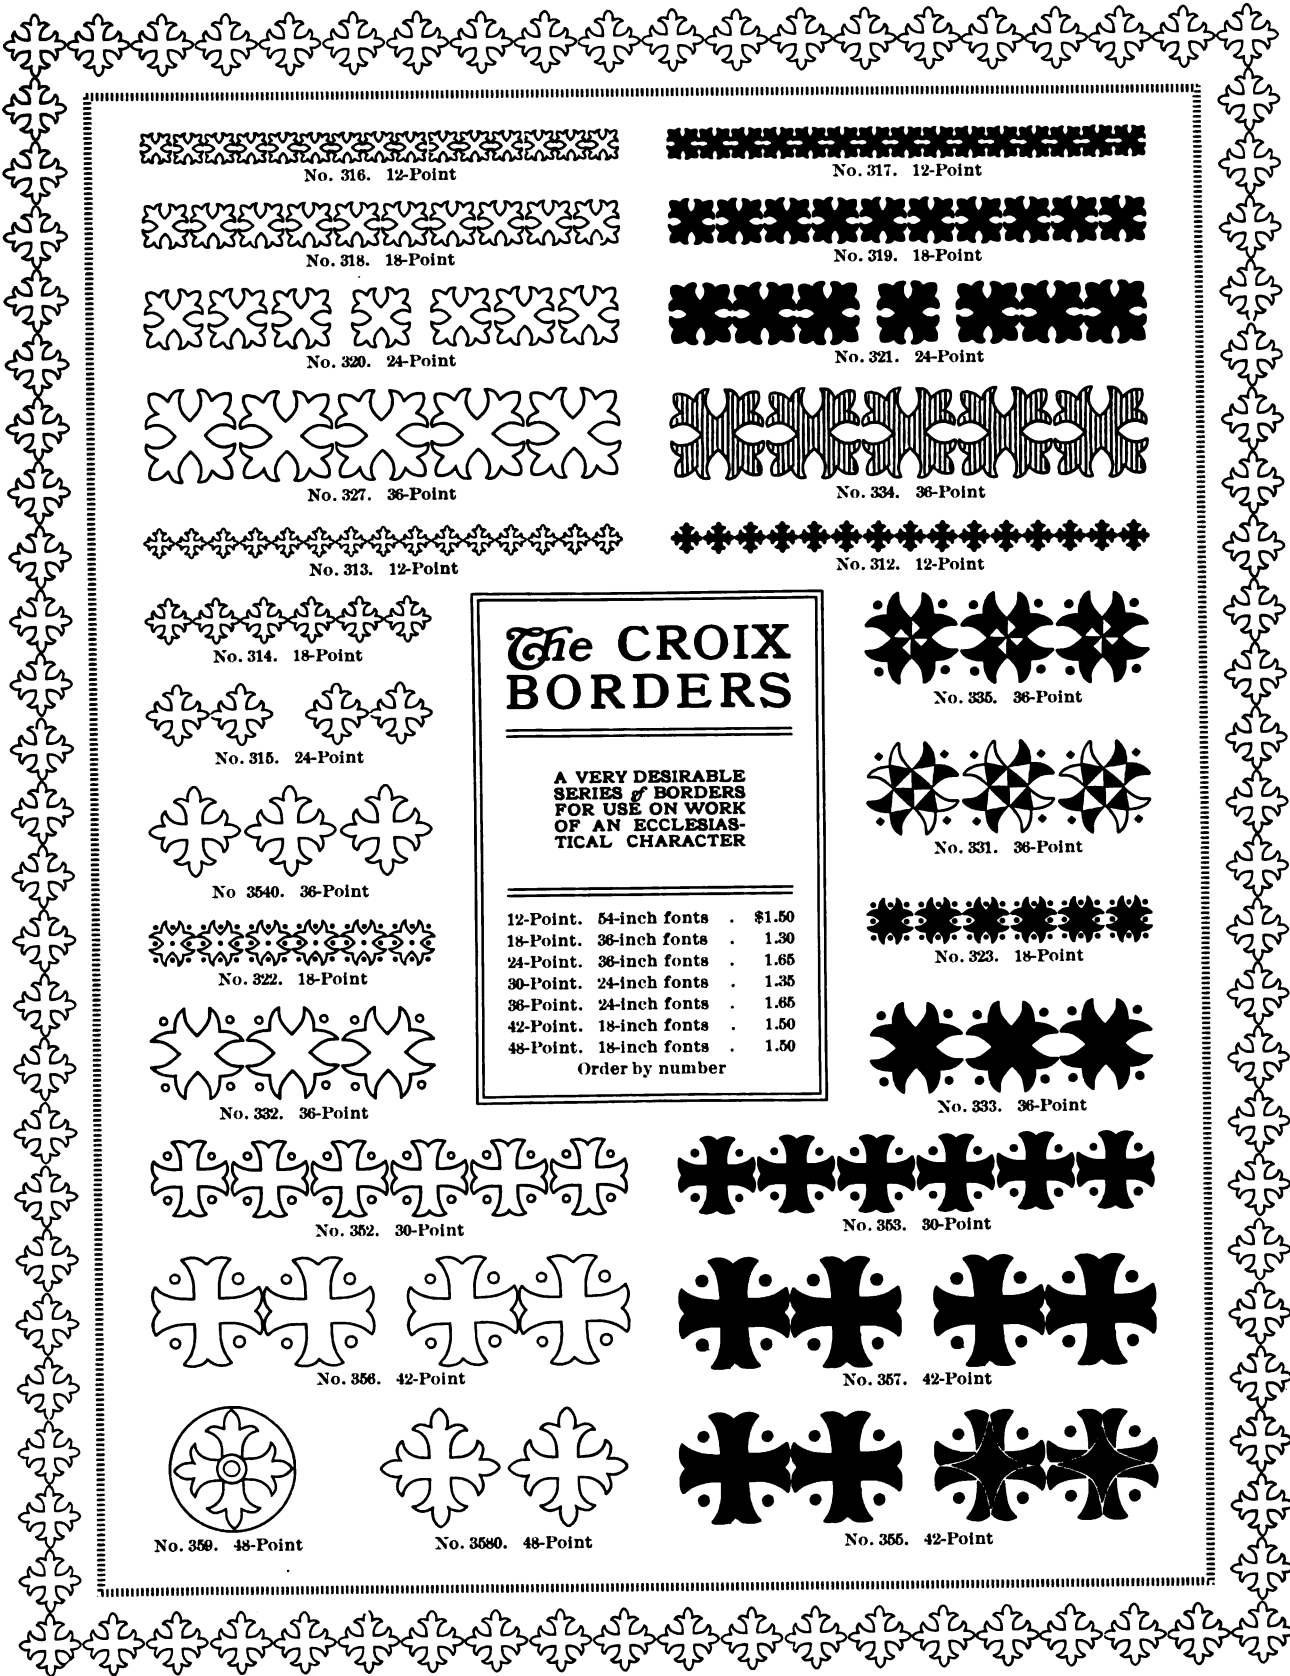 No. 316. 12-Point
No. 317. 12-Point
No. 318. 18-Point
No. 319. 18-Point
No. 320. 24-Point
No. 321. 24-Point
No. 327. 36-Point
No. 334. 36-Point
No. 313. 12-Point
No. 312. 12-Point
No. 314. 18-Point
No. 315. 24-Point
No 3540. 36-Point
No. 322. 18-Point
No. 332. 36-Point
The CROIX
BORDERS
A VERY DESIRABLE
SERIES of BORDERS
FOR USE ON WORK
OF AN ECCLESIAS-
TICAL CHARACTER
12-Point. 54-inch fonts . $1.50
18-Point. 36-inch fonts . 1.30
24-Point. 36-inch fonts . 1.65
30-Point. 24-inch fonts . 1.35
36-Point. 24-inch fonts . 1.65
42-Point. 18-inch fonts . 1.50
48-Point. 18-inch fonts . 1.50
Order by number
No. 335. 36-Point
No. 331. 36-Point
No. 323. 18-Point
No. 333. 36-Point
No. 352. 30-Point
No. 353. 30-Point
No. 356. 42-Point
No. 357. 42-Point
No. 359. 48-Point
No. 3580. 48-Point
No. 355. 42-Point